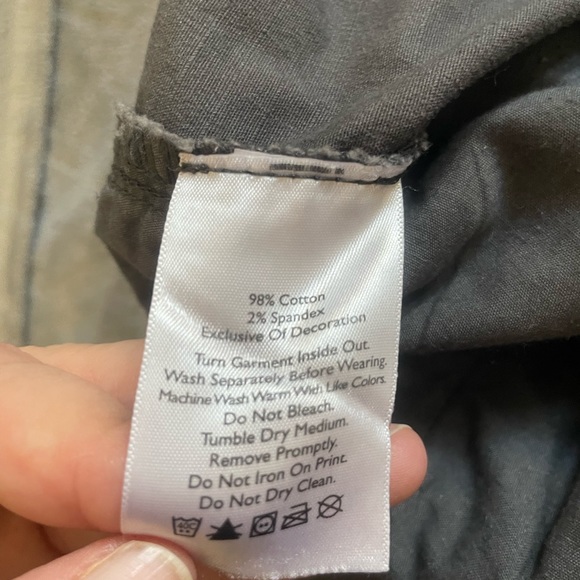 98% Cotton
2% Spandex
Exclusive Of Decoration
Turn Garment Inside Out.
Wash Separately Before Wearing.
Machine Wash Warm With Like Colors.
Do Not Bleach.
Tumble Dry Medium.
Remove Promptly.
Do Not Iron On Print.
Do Not Dry Clean.